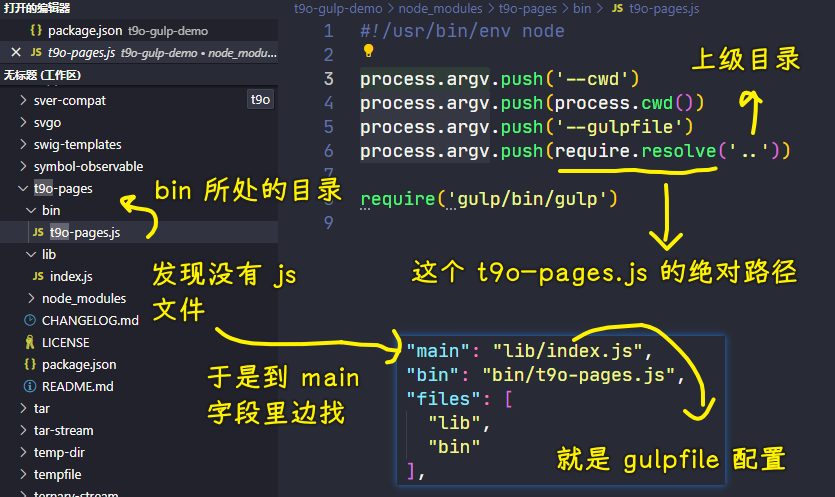 打开的编辑器
package.json t9o-gulp-demo
JS t9o-pages.js t9o-gulp-demo • node_modu...
无标题 (工作区)
sver-compat
t9o
svgo
swig-templates
symbol-observable
t9o-pages
bin
JS t9o-pages.js
lib
JS index.js
node_modules
CHANGELOG.md
LICENSE
package.json
README.md
tar
tar-stream
temp-dir
tempfile
ternary-stream
t9o-gulp-demo > node_modules > t9o-pages > bin > JS t9o-pages.js
1 #!/usr/bin/env node
2
3 process.argv.push('--cwd')
4 process.argv.push(process.cwd())
5 process.argv.push('--gulpfile')
6 process.argv.push(require.resolve('..'))
7
8 require('gulp/bin/gulp')
9
上级目录
bin 所处的目录
这个 t9o-pages.js 的绝对路径
发现没有 js
文件
于是到 main
字段里边找
"main": "lib/index.js",
"bin": "bin/t9o-pages.js",
"files": [
"lib",
"bin"
],
就是 gulpfile 配置